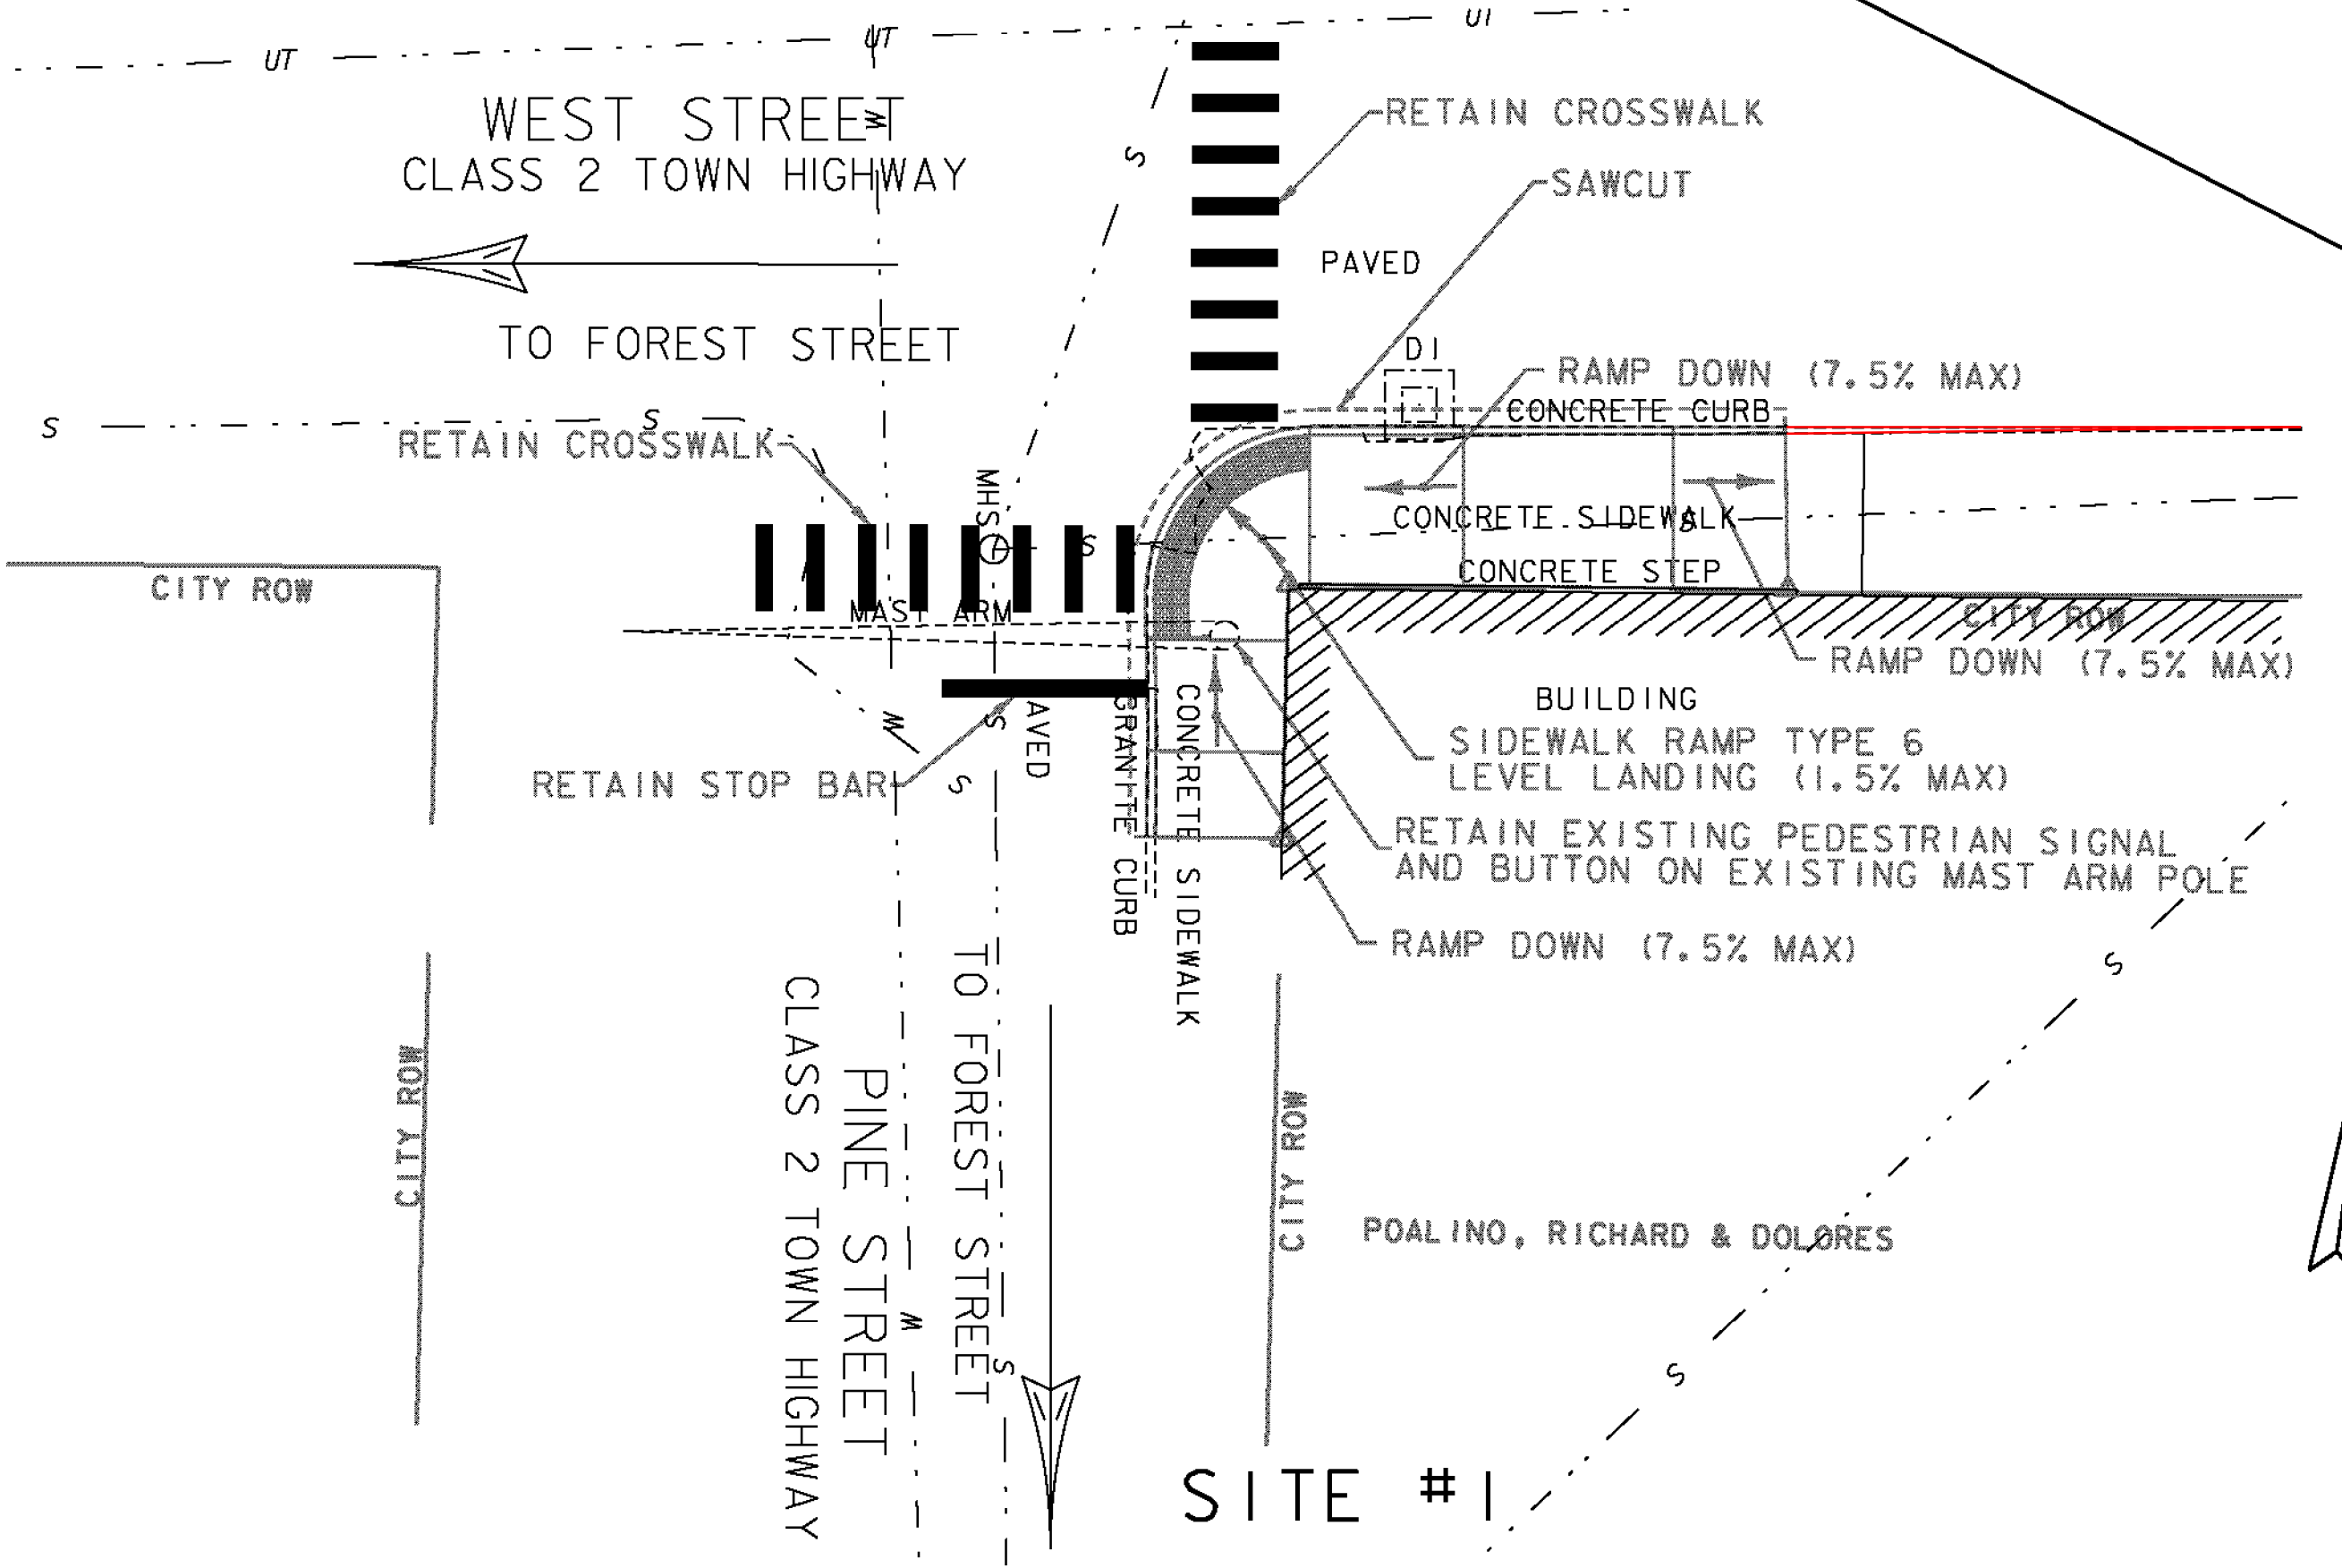 UT
UT
UT
WEST STREET
W
CLASS 2 TOWN HIGHWAY
RETAIN CROSSWALK
S
SAWCUT
PAVED
TO FOREST STREET
DI
RAMP DOWN (7.5% MAX)
CONCRETE CURB
S
S
RETAIN CROSSWALK
MHS
CONCRETE SIDEWALK
S
S
CONCRETE STEP
CITY ROW
MAST ARM
CITY ROW
RAMP DOWN (7.5% MAX)
BUILDING
W
S
AVED
GRANITE CURB
CONCRETE SIDEWALK
SIDEWALK RAMP TYPE 6
LEVEL LANDING (1.5% MAX)
RETAIN STOP BAR
S
RETAIN EXISTING PEDESTRIAN SIGNAL
AND BUTTON ON EXISTING MAST ARM POLE
RAMP DOWN (7.5% MAX)
S
TO FOREST STREET
PINE STREET
CLASS 2 TOWN HIGHWAY
CITY ROW
CITY ROW
POALINO, RICHARD & DOLORES
W
S
S
SITE #1